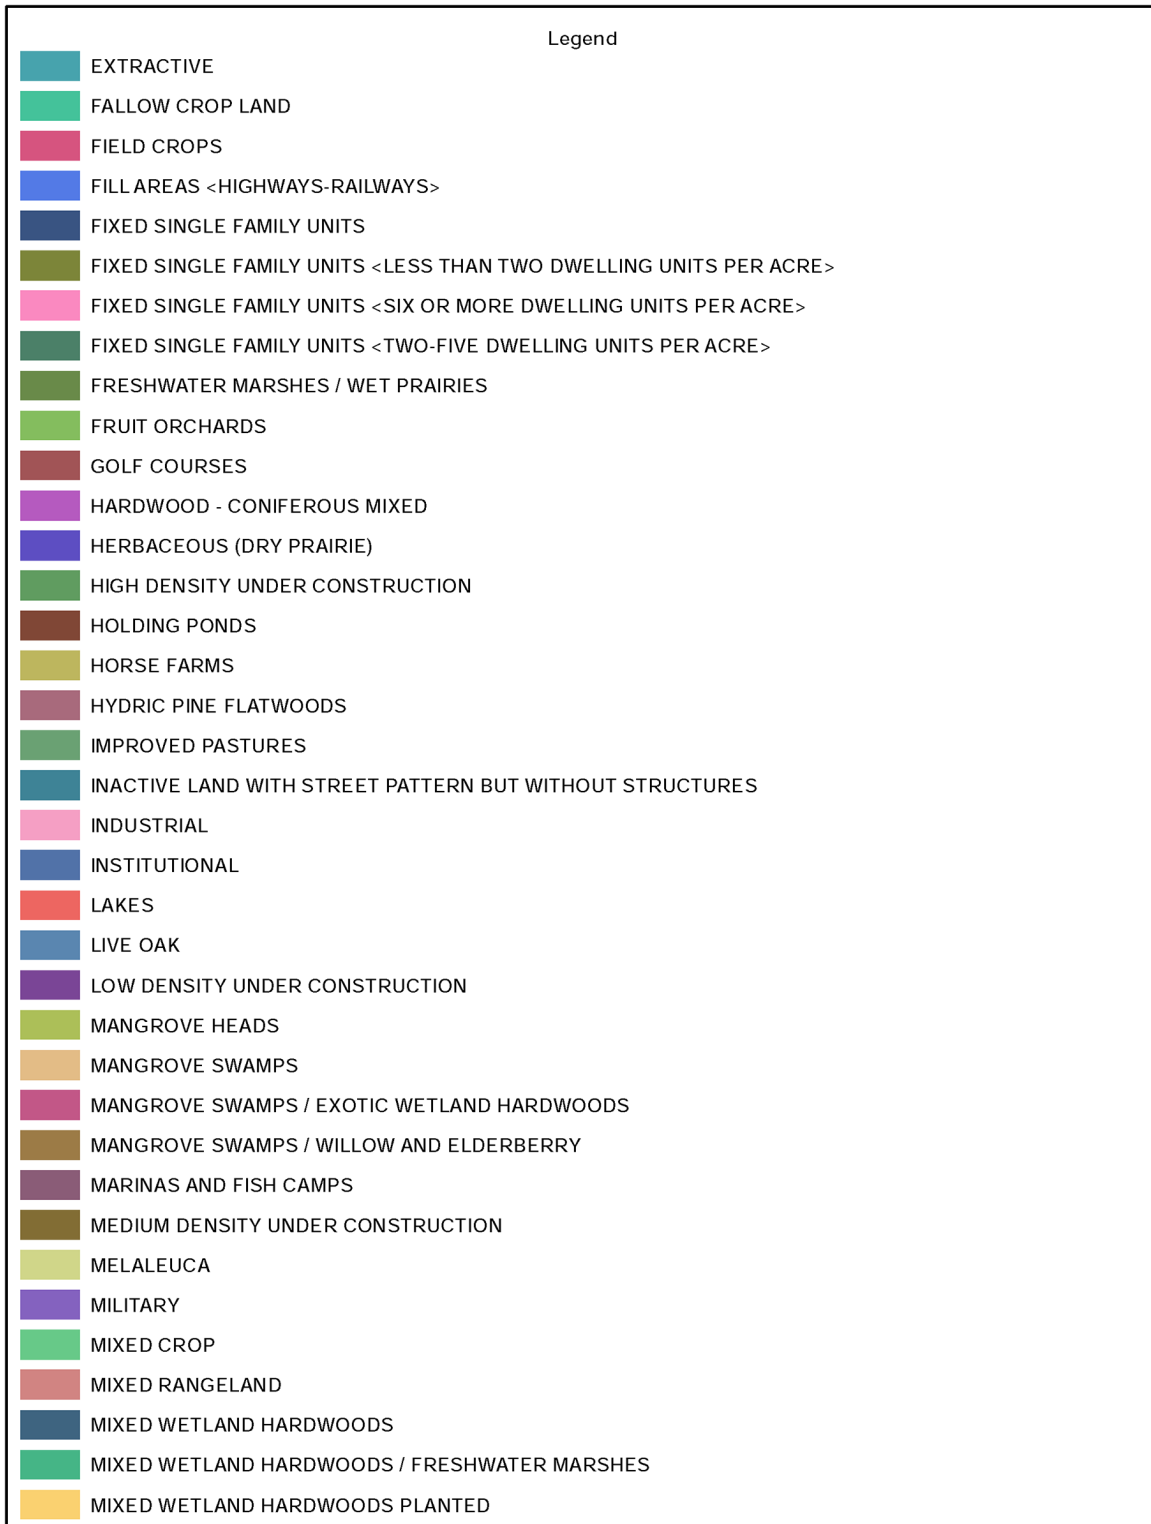 Legend
EXTRACTIVE
FALLOW CROP LAND
FIELD CROPS
FILL AREAS <HIGHWAYS-RAILWAYS>
FIXED SINGLE FAMILY UNITS
FIXED SINGLE FAMILY UNITS <LESS THAN TWO DWELLING UNITS PER ACRE>
FIXED SINGLE FAMILY UNITS <SIX OR MORE DWELLING UNITS PER ACRE>
FIXED SINGLE FAMILY UNITS <TWO-FIVE DWELLING UNITS PER ACRE>
FRESHWATER MARSHES / WET PRAIRIES
FRUIT ORCHARDS
GOLF COURSES
HARDWOOD - CONIFEROUS MIXED
HERBACEOUS (DRY PRAIRIE)
HIGH DENSITY UNDER CONSTRUCTION
HOLDING PONDS
HORSE FARMS
HYDRIC PINE FLATWOODS
IMPROVED PASTURES
INACTIVE LAND WITH STREET PATTERN BUT WITHOUT STRUCTURES
INDUSTRIAL
INSTITUTIONAL
LAKES
LIVE OAK
LOW DENSITY UNDER CONSTRUCTION
MANGROVE HEADS
MANGROVE SWAMPS
MANGROVE SWAMPS / EXOTIC WETLAND HARDWOODS
MANGROVE SWAMPS / WILLOW AND ELDERBERRY
MARINAS AND FISH CAMPS
MEDIUM DENSITY UNDER CONSTRUCTION
MELALEUCA
MILITARY
MIXED CROP
MIXED RANGELAND
MIXED WETLAND HARDWOODS
MIXED WETLAND HARDWOODS / FRESHWATER MARSHES
MIXED WETLAND HARDWOODS PLANTED